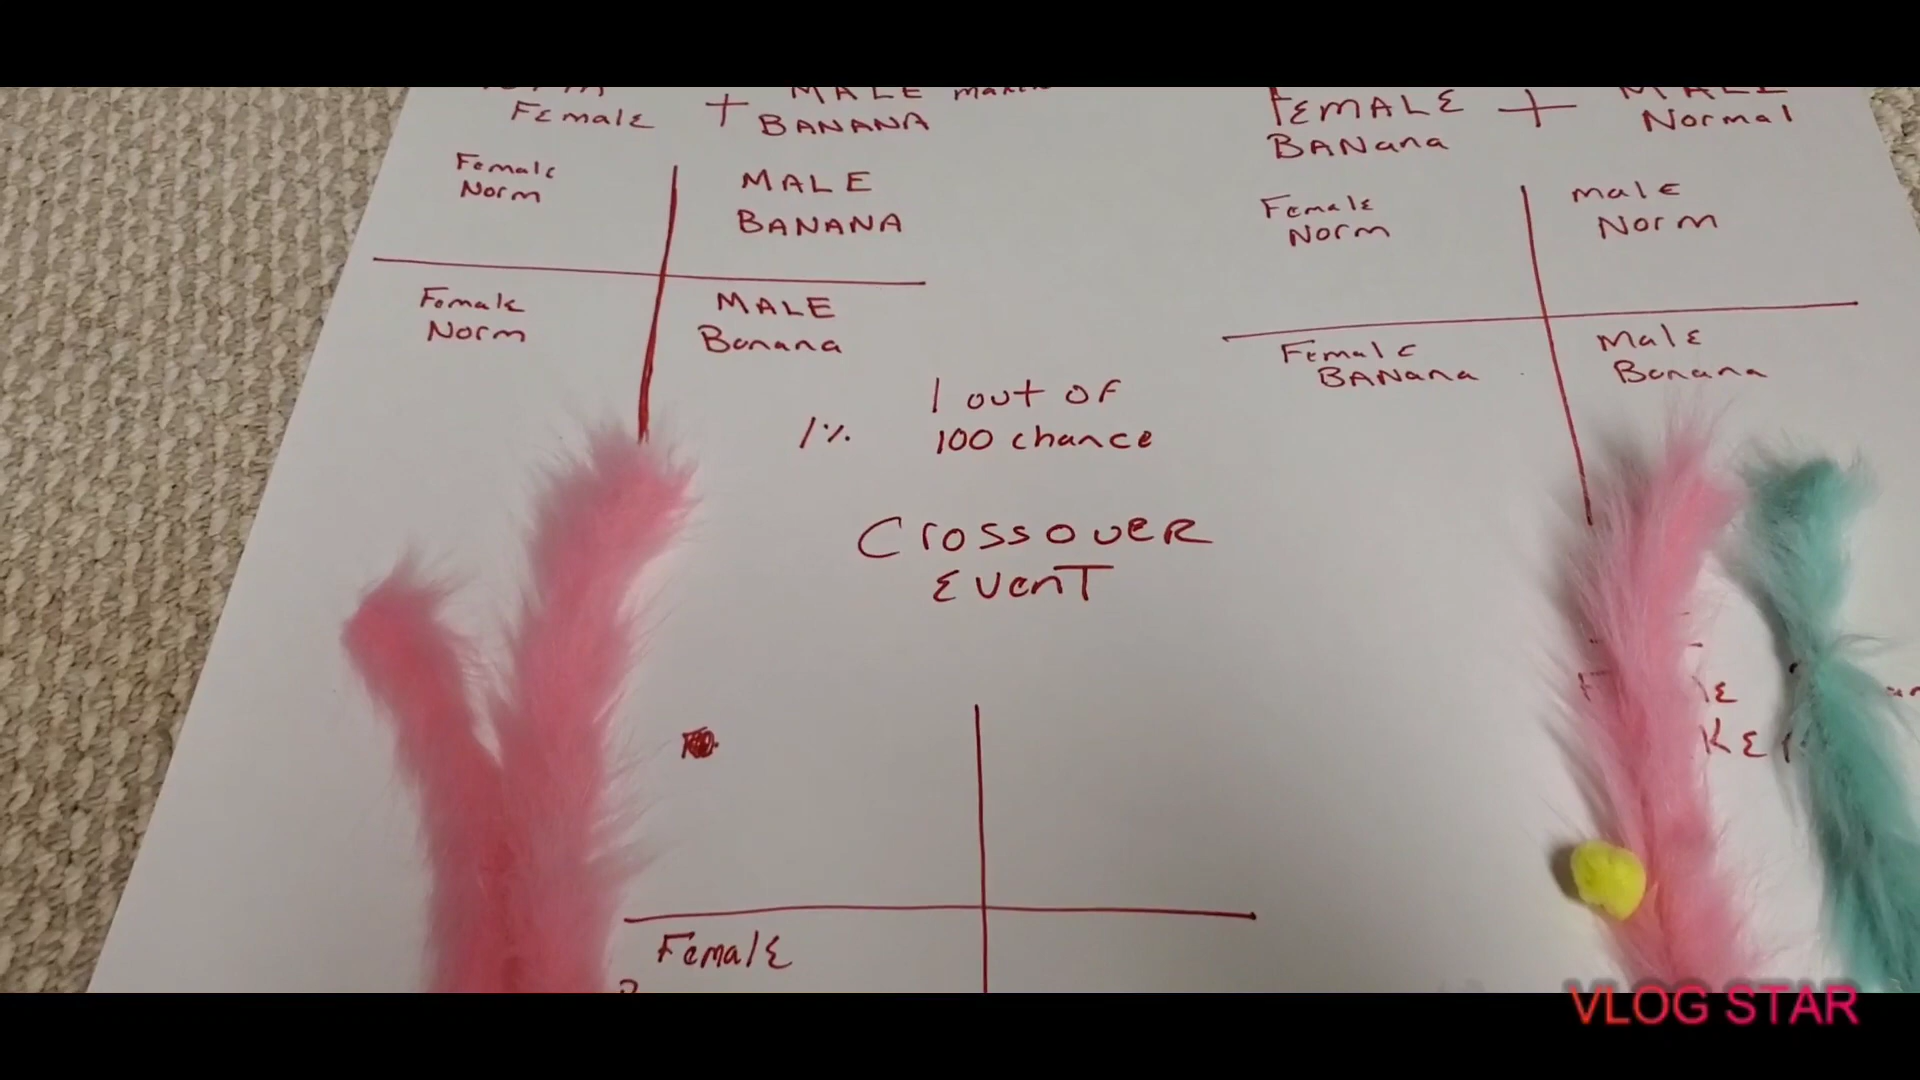 Female + BANANA
Female
Norm
MALE
BANANA
Female
Norm
MALE
Banana
FEMALE + 
BANana
Normal
Female
Norm
Male
Norm
Female
BANana
Male
Banana
1%
1 out of
100 chance
Crossover
Event
Female
VLOG STAR